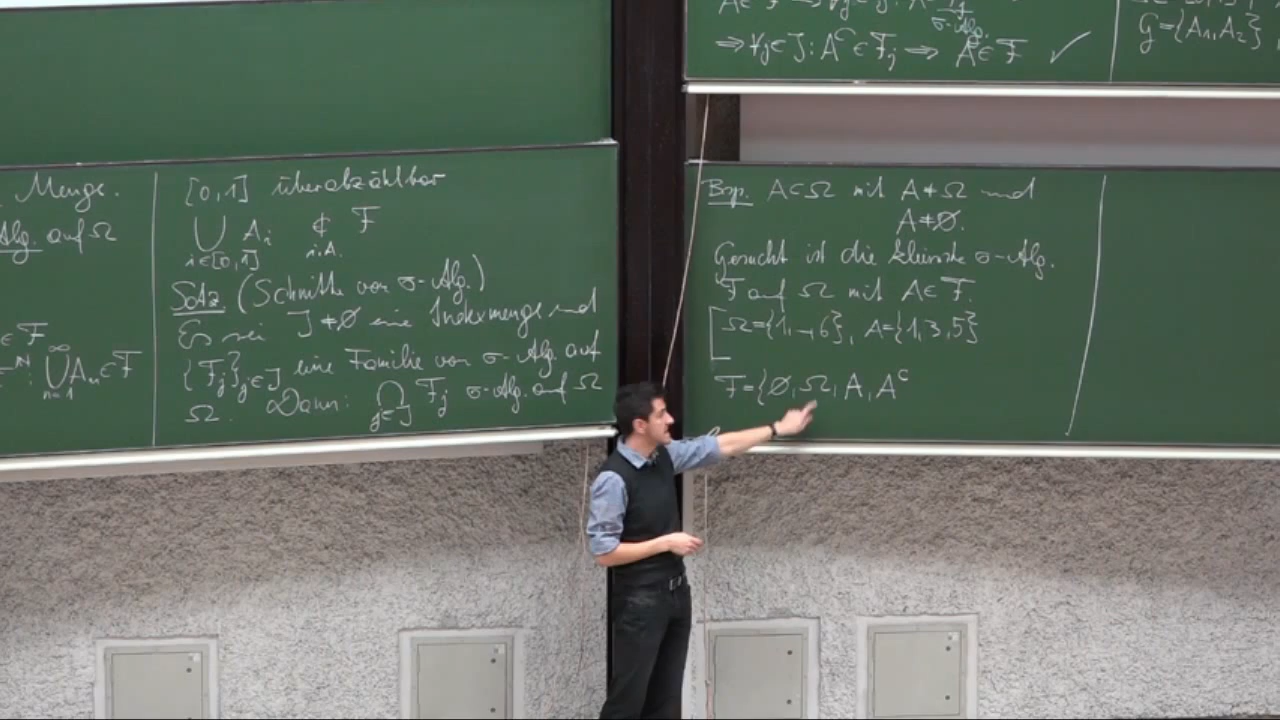 Menge.
Alg. auf Ω
∈ F
⋃_{n=1}^∞ A_n ∈ F
[0,1] überabzählbar
⋃_{i∈[0,1]} A_i ∉ F
i.A.
Satz. (Schnitte von σ-Alg.)
Es sei J ≠ ∅ eine Indexmenge und
{F_j}_{j∈J} eine Familie von σ-Alg. auf
Ω. Dann: ⋂_{j∈J} F_j σ-Alg. auf Ω
σ-Alg.
⇒ ∀j∈J: A^C ∈ F_j ⇒ A^C ∈ F ✓
G={A_1,A_2}
Bsp. A⊂Ω mit A≠Ω und
A≠∅.
Gesucht ist die kleinste σ-Alg.
F auf Ω mit A∈F.
[Ω={1,…,6}, A={1,3,5}
F={∅,Ω,A,A^C